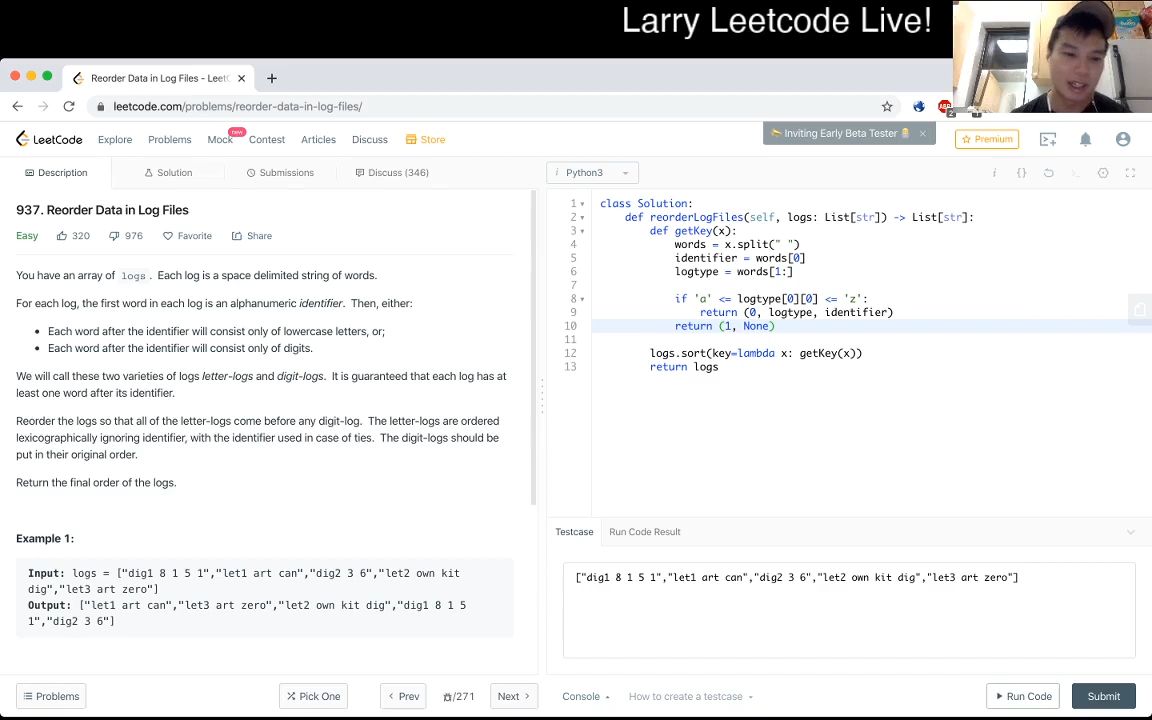 Larry Leetcode Live!
Reorder Data in Log Files - LeetC
leetcode.com/problems/reorder-data-in-log-files/
LeetCode
Explore
Problems
Mock
new
Contest
Articles
Discuss
Store
Inviting Early Beta Tester
Premium
Description
Solution
Submissions
Discuss (346)
Python3
937. Reorder Data in Log Files
Easy
320
976
Favorite
Share
You have an array of logs. Each log is a space delimited string of words.
For each log, the first word in each log is an alphanumeric identifier. Then, either:
Each word after the identifier will consist only of lowercase letters, or;
Each word after the identifier will consist only of digits.
We will call these two varieties of logs letter-logs and digit-logs. It is guaranteed that each log has at
least one word after its identifier.
Reorder the logs so that all of the letter-logs come before any digit-log. The letter-logs are ordered
lexicographically ignoring identifier, with the identifier used in case of ties. The digit-logs should be
put in their original order.
Return the final order of the logs.
Example 1:
Input: logs = ["dig1 8 1 5 1","let1 art can","dig2 3 6","let2 own kit
dig","let3 art zero"]
Output: ["let1 art can","let3 art zero","let2 own kit dig","dig1 8 1 5
1","dig2 3 6"]
1 class Solution:
2 def reorderLogFiles(self, logs: List[str]) -> List[str]:
3 def getKey(x):
4 words = x.split(" ")
5 identifier = words[0]
6 logtype = words[1:]
7
8 if 'a' <= logtype[0][0] <= 'z':
9 return (0, logtype, identifier)
10 return (1, None)
11
12 logs.sort(key=lambda x: getKey(x))
13 return logs
Testcase
Run Code Result
["dig1 8 1 5 1","let1 art can","dig2 3 6","let2 own kit dig","let3 art zero"]
Problems
Pick One
Prev
/271
Next
Console
How to create a testcase
Run Code
Submit